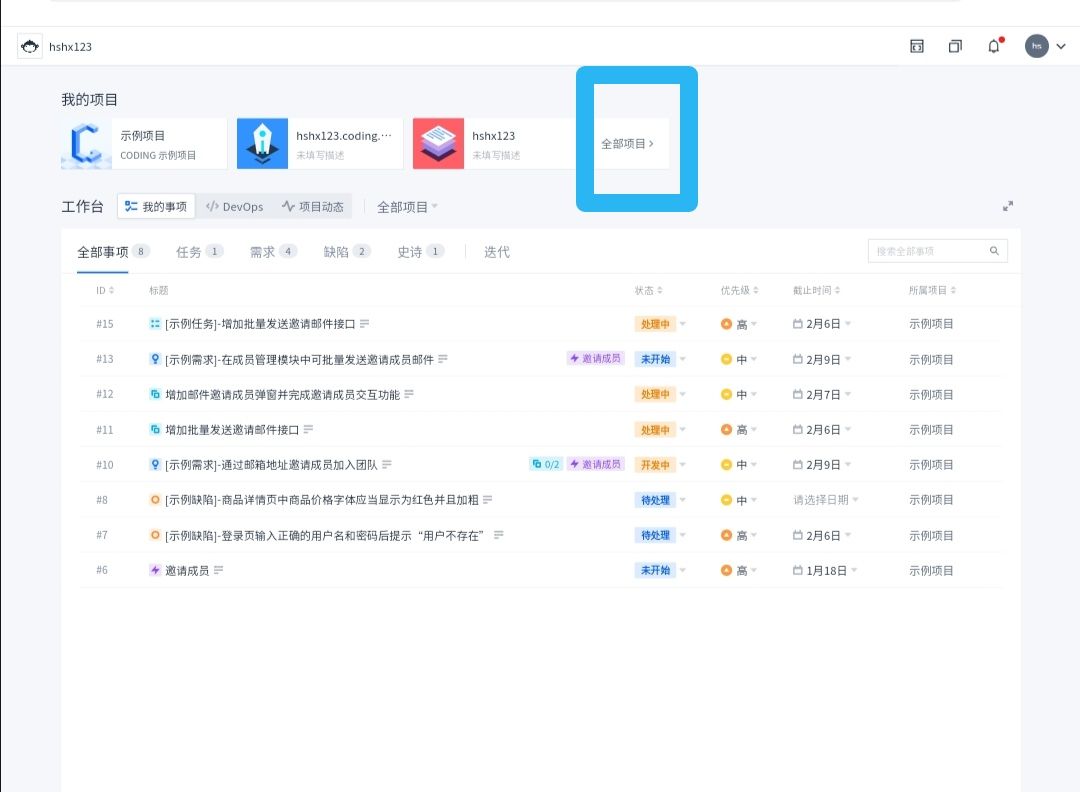 hshx123
hs
我的项目
示例项目
CODING 示例项目
hshx123.coding.···
未填写描述
hshx123
未填写描述
全部项目 ›
工作台 我的事项 </> DevOps 项目动态 全部项目
全部事项 8 任务 1 需求 4 缺陷 2 史诗 1 迭代 搜索全部事项
ID 标题 状态 优先级 截止时间 所属项目
#15 [示例任务]-增加批量发送邀请邮件接口 处理中 高 2月6日 示例项目
#13 [示例需求]-在成员管理模块中可批量发送邀请成员邮件 邀请成员 未开始 中 2月9日 示例项目
#12 增加邮件邀请成员弹窗并完成邀请成员交互功能 处理中 中 2月7日 示例项目
#11 增加批量发送邀请邮件接口 处理中 高 2月6日 示例项目
#10 [示例需求]-通过邮箱地址邀请成员加入团队 0/2 邀请成员 开发中 中 2月9日 示例项目
#8 [示例缺陷]-商品详情页中商品价格字体应当显示为红色并且加粗 待处理 中 请选择日期 示例项目
#7 [示例缺陷]-登录页输入正确的用户名和密码后提示“用户不存在” 待处理 高 2月6日 示例项目
#6 邀请成员 未开始 高 1月18日 示例项目